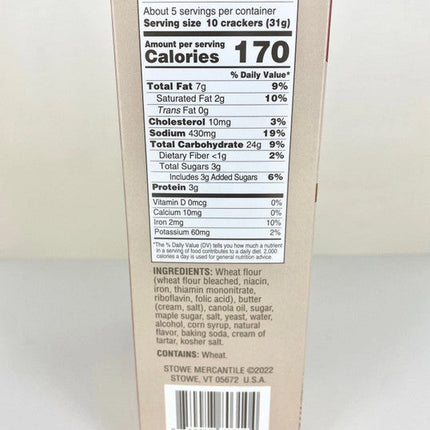 About 5 servings per container
Serving size 10 crackers (31g)
Amount per serving
Calories 170
% Daily Value*
Total Fat 7g 9%
Saturated Fat 2g 10%
Trans Fat 0g
Cholesterol 10mg 3%
Sodium 430mg 19%
Total Carbohydrate 24g 9%
Dietary Fiber <1g 2%
Total Sugars 3g
Includes 3g Added Sugars 6%
Protein 3g
Vitamin D 0mcg 0%
Calcium 10mg 0%
Iron 2mg 10%
Potassium 60mg 2%
*The % Daily Value (DV) tells you how much a nutrient
in a serving of food contributes to a daily diet. 2,000
calories a day is used for general nutrition advice.
INGREDIENTS: Wheat flour
(wheat flour bleached, niacin,
iron, thiamin mononitrate,
riboflavin, folic acid), butter
(cream, salt), canola oil, sugar,
maple sugar, salt, yeast, water,
alcohol, corn syrup, natural
flavor, baking soda, cream of
tartar, kosher salt.
CONTAINS: Wheat.
STOWE MERCANTILE ©2022
STOWE, VT 05672 U.S.A.